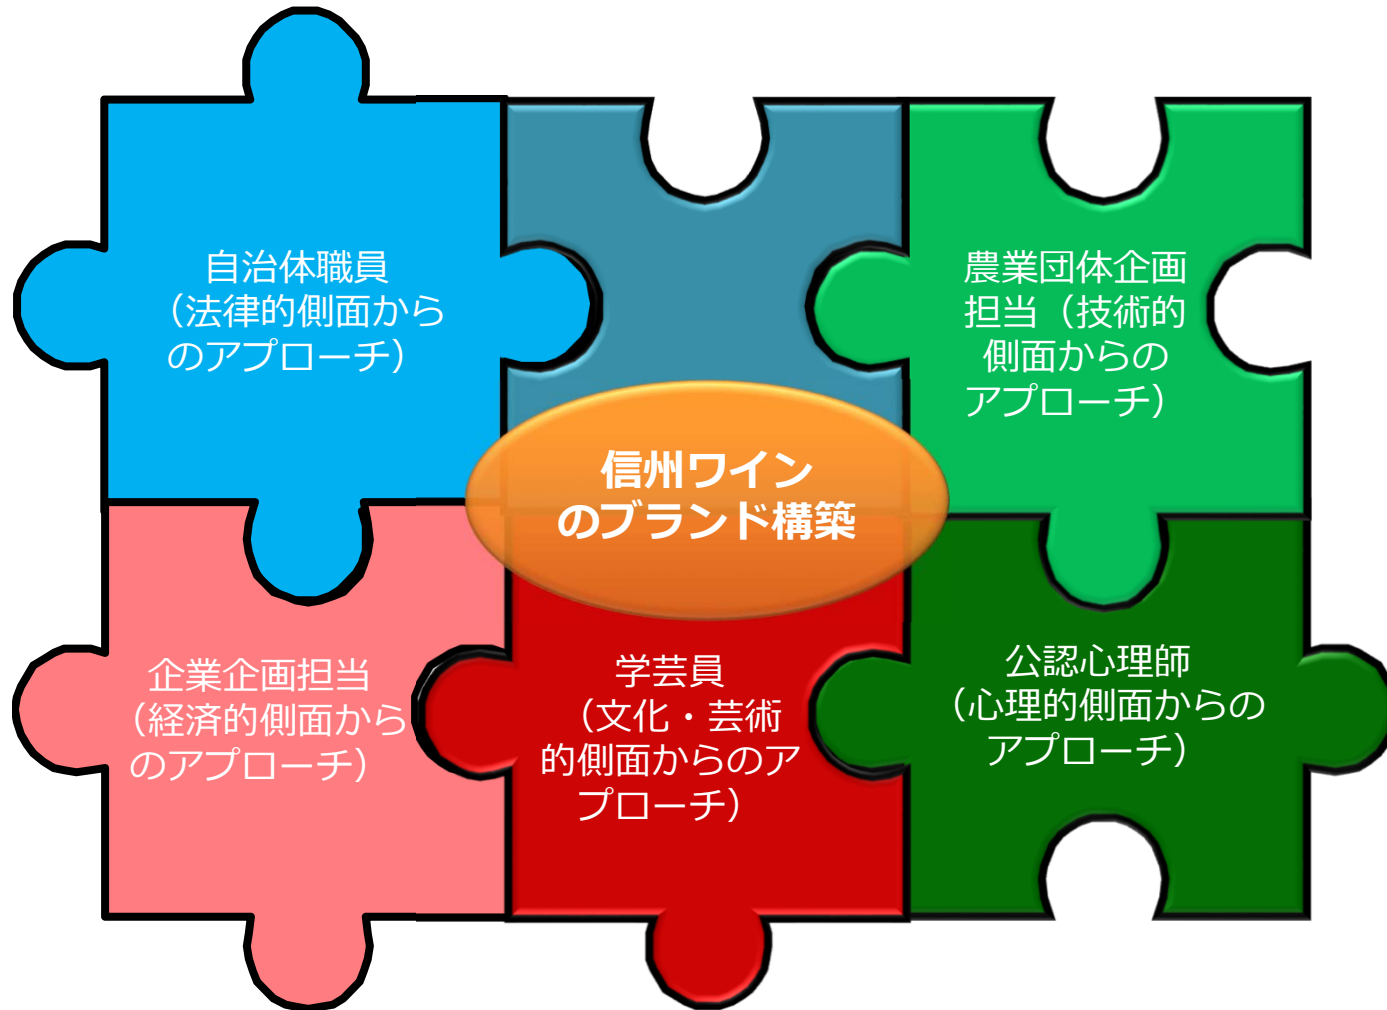 自治体職員
（法律的側面から
のアプローチ）
農業団体企画
担当（技術的
側面からの
アプローチ）
信州ワイン
のブランド構築
企業企画担当
（経済的側面から
のアプローチ）
学芸員
（文化・芸術
的側面からのア
プローチ）
公認心理師
（心理的側面からの
アプローチ）